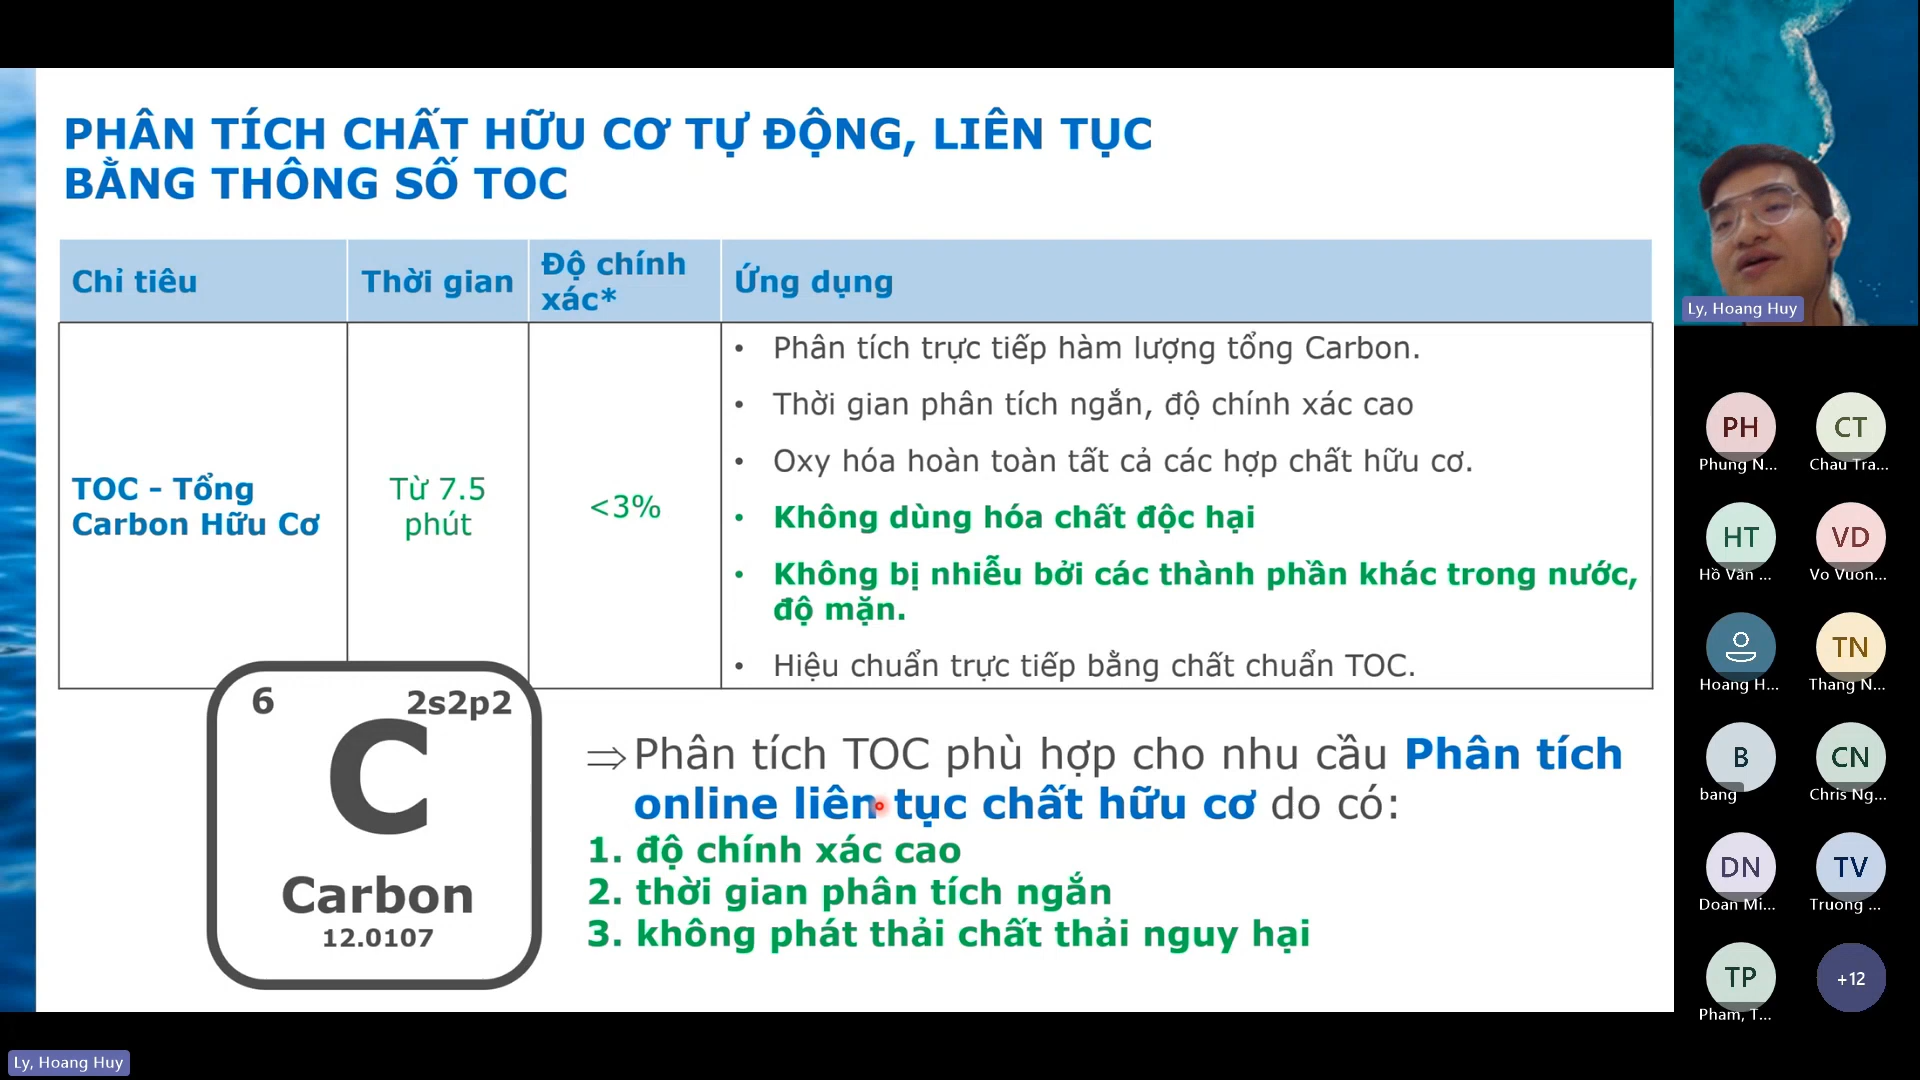 PHÂN TÍCH CHẤT HỮU CƠ TỰ ĐỘNG, LIÊN TỤC
BẰNG THÔNG SỐ TOC
Chỉ tiêu
Thời gian
Độ chính
xác*
Ứng dụng
TOC - Tổng
Carbon Hữu Cơ
Từ 7.5
phút
<3%
• Phân tích trực tiếp hàm lượng tổng Carbon.
• Thời gian phân tích ngắn, độ chính xác cao
• Oxy hóa hoàn toàn tất cả các hợp chất hữu cơ.
• Không dùng hóa chất độc hại
• Không bị nhiễu bởi các thành phần khác trong nước,
độ mặn.
• Hiệu chuẩn trực tiếp bằng chất chuẩn TOC.
6 2s2p2
C
Carbon
12.0107
⇒ Phân tích TOC phù hợp cho nhu cầu Phân tích
online liên tục chất hữu cơ do có:
1. độ chính xác cao
2. thời gian phân tích ngắn
3. không phát thải chất thải nguy hại
Ly, Hoang Huy
PH
Phung N...
CT
Chau Tra...
HT
Hồ Văn ...
VD
Vo Vuon...
Hoang H...
TN
Thang N...
B
bang
CN
Chris Ng...
DN
Doan Mi...
TV
Truong ...
TP
Pham, T...
+12
Ly, Hoang Huy